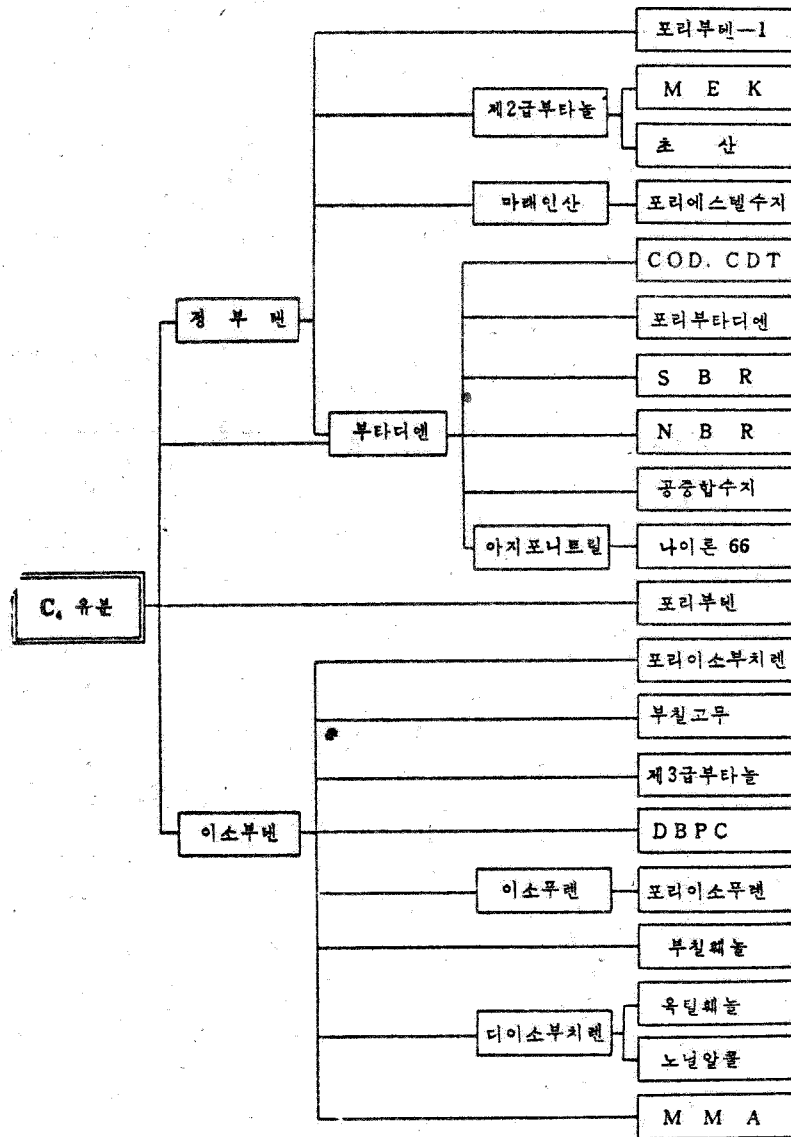 포리부텐-1
제2급부타놀
M E K
초 산
마래인산
포리에스텔수지
COD. CDT
정 부 텐
포리부타디엔
S B R
부타디엔
N B R
공중합수지
아지포니트릴
나이론 66
C₄ 유분
포리부텐
포리이소부치렌
부칠고무
제3급부타놀
이소부텐
DBPC
이소푸렌
포리이소푸렌
부칠훼놀
디이소부치렌
옥틸훼놀
노닐알콜
M M A